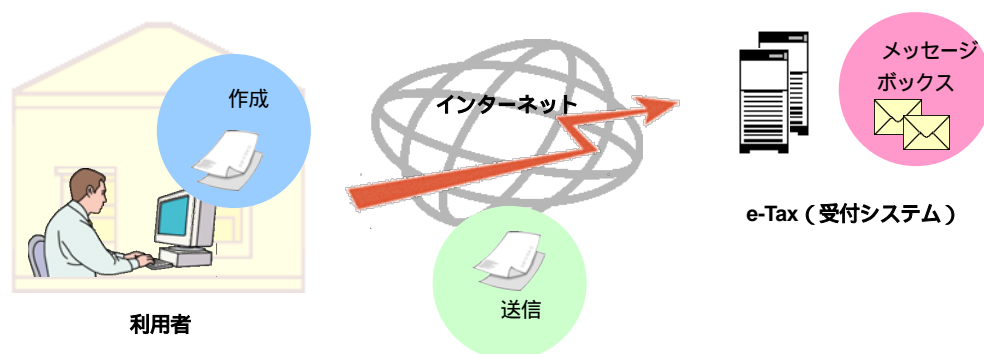 作成
インターネット
メッセージ
ボックス
e-Tax（受付システム）
送信
利用者